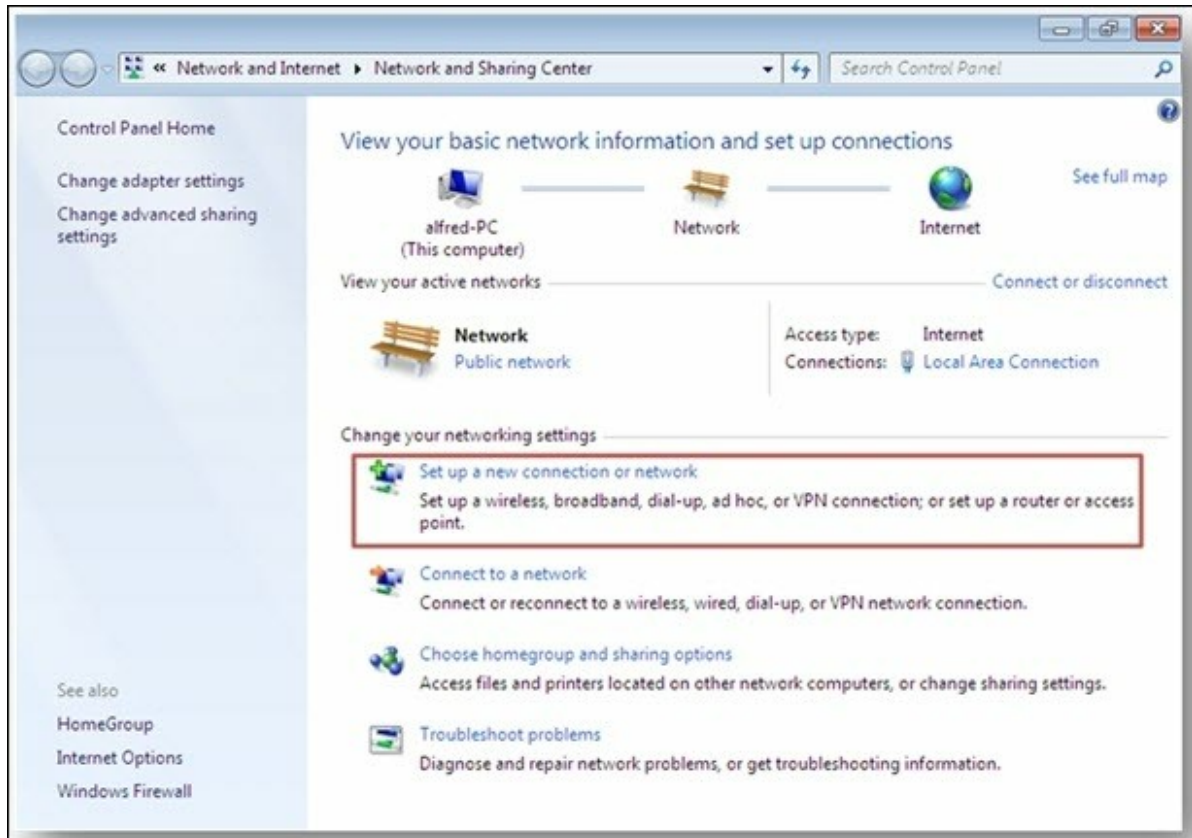 « Network and Internet ▸ Network and Sharing Center
Search Control Panel
Control Panel Home
Change adapter settings
Change advanced sharing
settings
See also
HomeGroup
Internet Options
Windows Firewall
View your basic network information and set up connections
See full map
alfred-PC
(This computer)
Network
Internet
View your active networks
Connect or disconnect
Network
Public network
Access type: Internet
Connections: Local Area Connection
Change your networking settings
Set up a new connection or network
Set up a wireless, broadband, dial-up, ad hoc, or VPN connection; or set up a router or access
point.
Connect to a network
Connect or reconnect to a wireless, wired, dial-up, or VPN network connection.
Choose homegroup and sharing options
Access files and printers located on other network computers, or change sharing settings.
Troubleshoot problems
Diagnose and repair network problems, or get troubleshooting information.